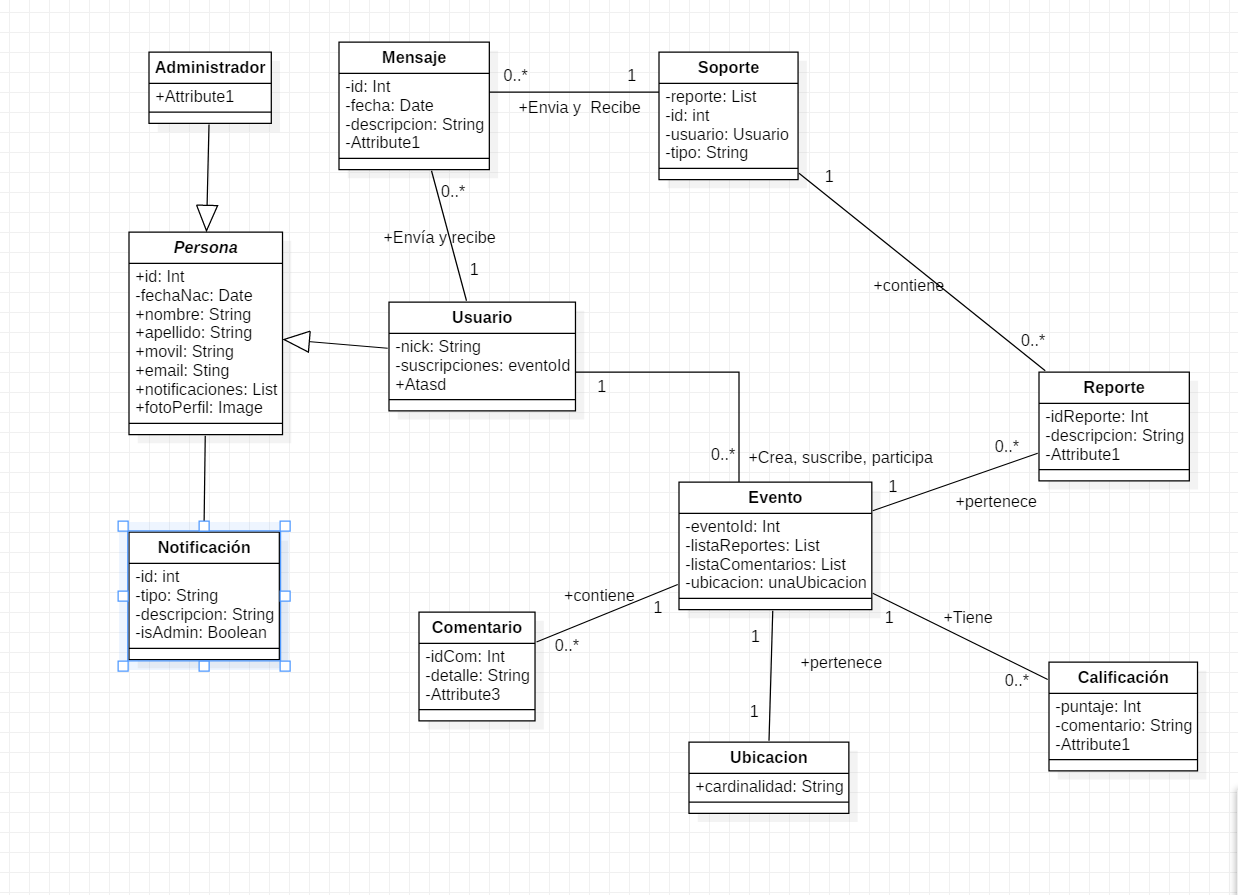 Administrador
+Attribute1
Mensaje
-id: Int
-fecha: Date
-descripcion: String
-Attribute1
0..*
1
+Envia y  Recibe
Soporte
-reporte: List
-id: int
-usuario: Usuario
-tipo: String
0..*
+Envía y recibe
1
1
+contiene
0..*
Persona
+id: Int
-fechaNac: Date
+nombre: String
+apellido: String
+movil: String
+email: Sting
+notificaciones: List
+fotoPerfil: Image
Usuario
-nick: String
-suscripciones: eventoId
+Atasd
1
0..*
+Crea, suscribe, participa
Reporte
-idReporte: Int
-descripcion: String
-Attribute1
0..*
1
+pertenece
Evento
-eventoId: Int
-listaReportes: List
-listaComentarios: List
-ubicacion: unaUbicacion
Notificación
-id: int
-tipo: String
-descripcion: String
-isAdmin: Boolean
+contiene
1
0..*
Comentario
-idCom: Int
-detalle: String
-Attribute3
1
+pertenece
1
1
+Tiene
0..*
Calificación
-puntaje: Int
-comentario: String
-Attribute1
Ubicacion
+cardinalidad: String